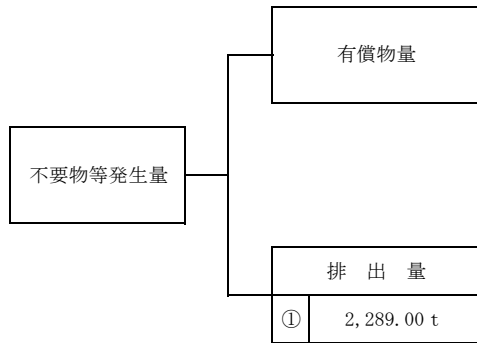 有償物量
不要物等発生量
排 出 量
① 2,289.00 t